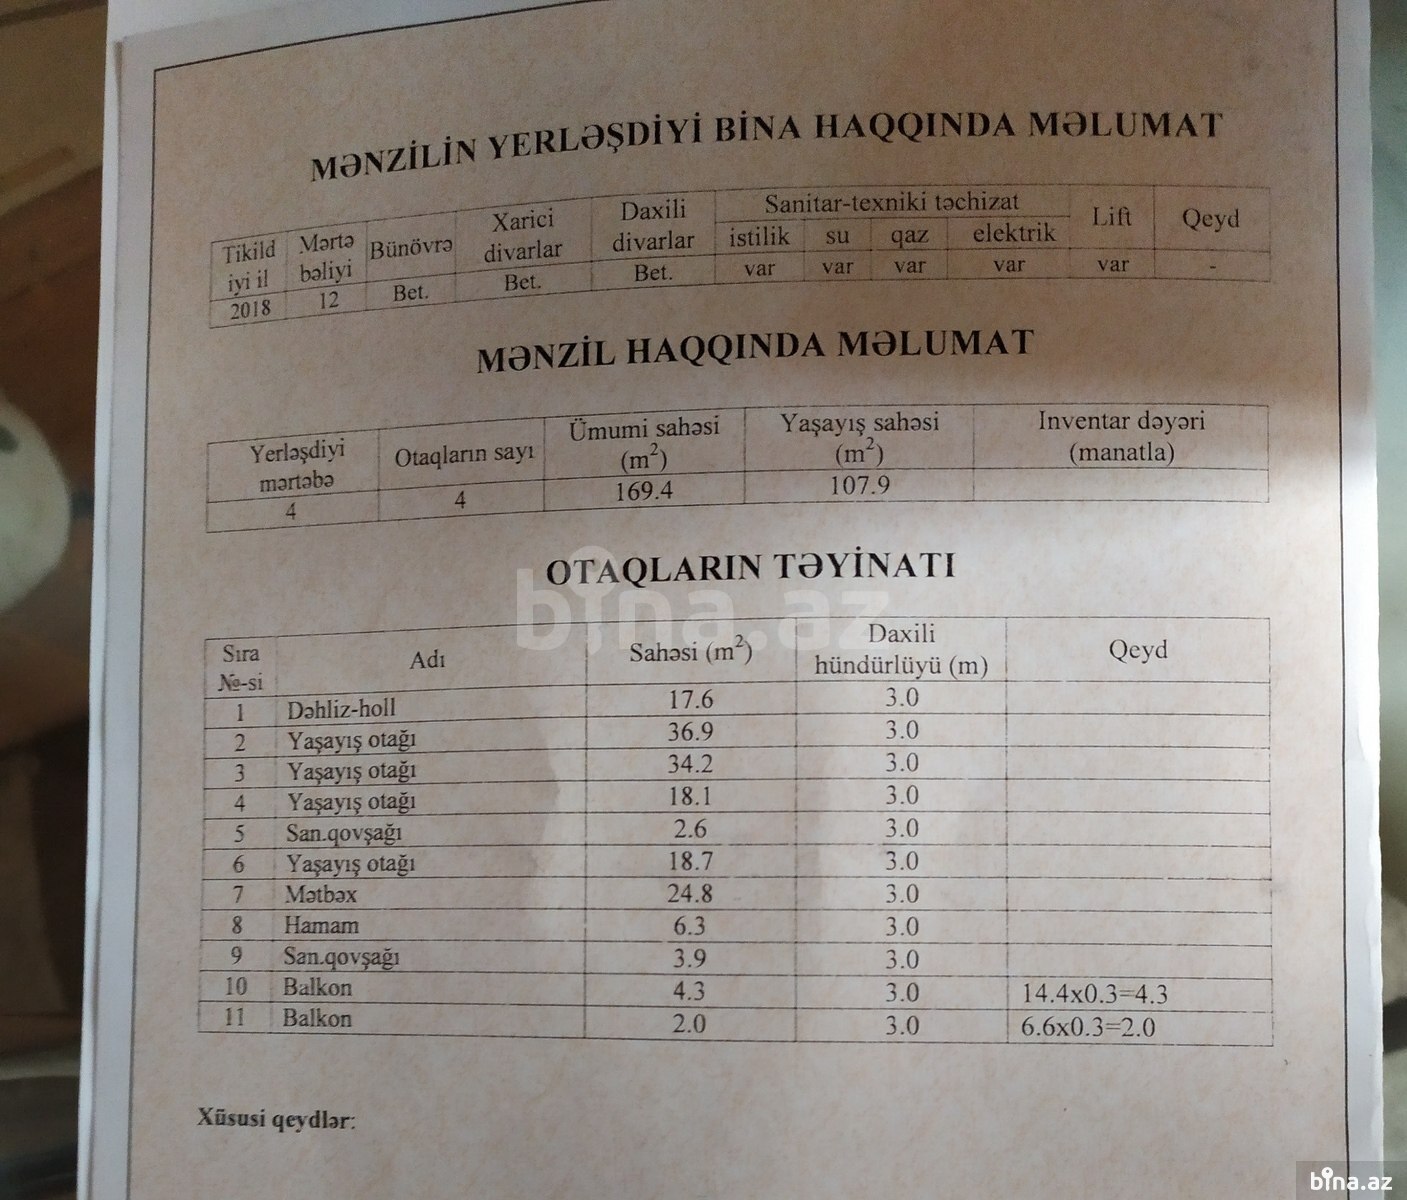 MƏNZİLİN YERLƏŞDİYİ BİNA HAQQINDA MƏLUMAT
Tikild iyi il | Mərtə bəliyi | Bünövrə | Xarici divarlar | Daxili divarlar | Sanitar-texniki təchizat | Lift | Qeyd
istilik | su | qaz | elektrik
2018 | 12 | Bet. | Bet. | Bet. | var | var | var | var | var | -
MƏNZİL HAQQINDA MƏLUMAT
Yerləşdiyi mərtəbə | Otaqların sayı | Ümumi sahəsi (m²) | Yaşayış sahəsi (m²) | Inventar dəyəri (manatla)
4 | 4 | 169.4 | 107.9
OTAQLARIN TƏYİNATI
Sıra №-si | Adı | Sahəsi (m²) | Daxili hündürlüyü (m) | Qeyd
1 | Dəhliz-holl | 17.6 | 3.0
2 | Yaşayış otağı | 36.9 | 3.0
3 | Yaşayış otağı | 34.2 | 3.0
4 | Yaşayış otağı | 18.1 | 3.0
5 | San.qovşağı | 2.6 | 3.0
6 | Yaşayış otağı | 18.7 | 3.0
7 | Mətbəx | 24.8 | 3.0
8 | Hamam | 6.3 | 3.0
9 | San.qovşağı | 3.9 | 3.0
10 | Balkon | 4.3 | 3.0 | 14.4x0.3=4.3
11 | Balkon | 2.0 | 3.0 | 6.6x0.3=2.0
Xüsusi qeydlər:
bina.az
bina.az